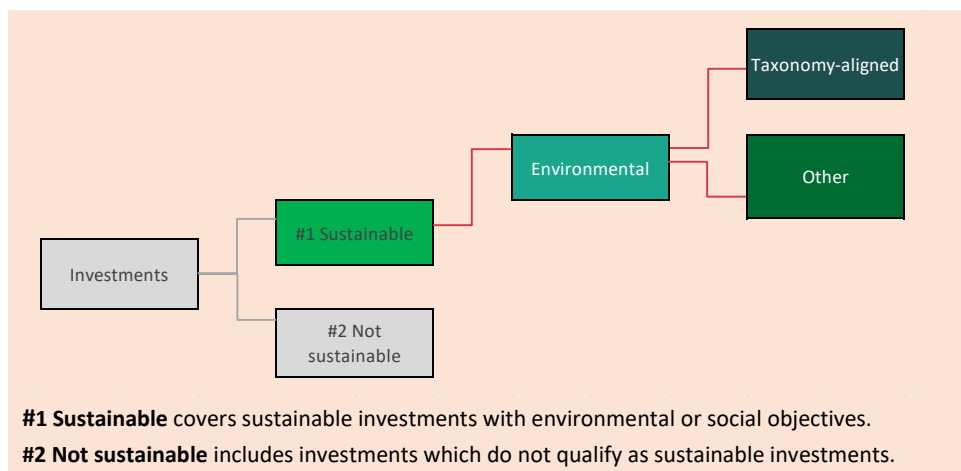 Taxonomy-aligned
Environmental
Other
#1 Sustainable
Investments
#2 Not
sustainable
#1 Sustainable covers sustainable investments with environmental or social objectives.
#2 Not sustainable includes investments which do not qualify as sustainable investments.